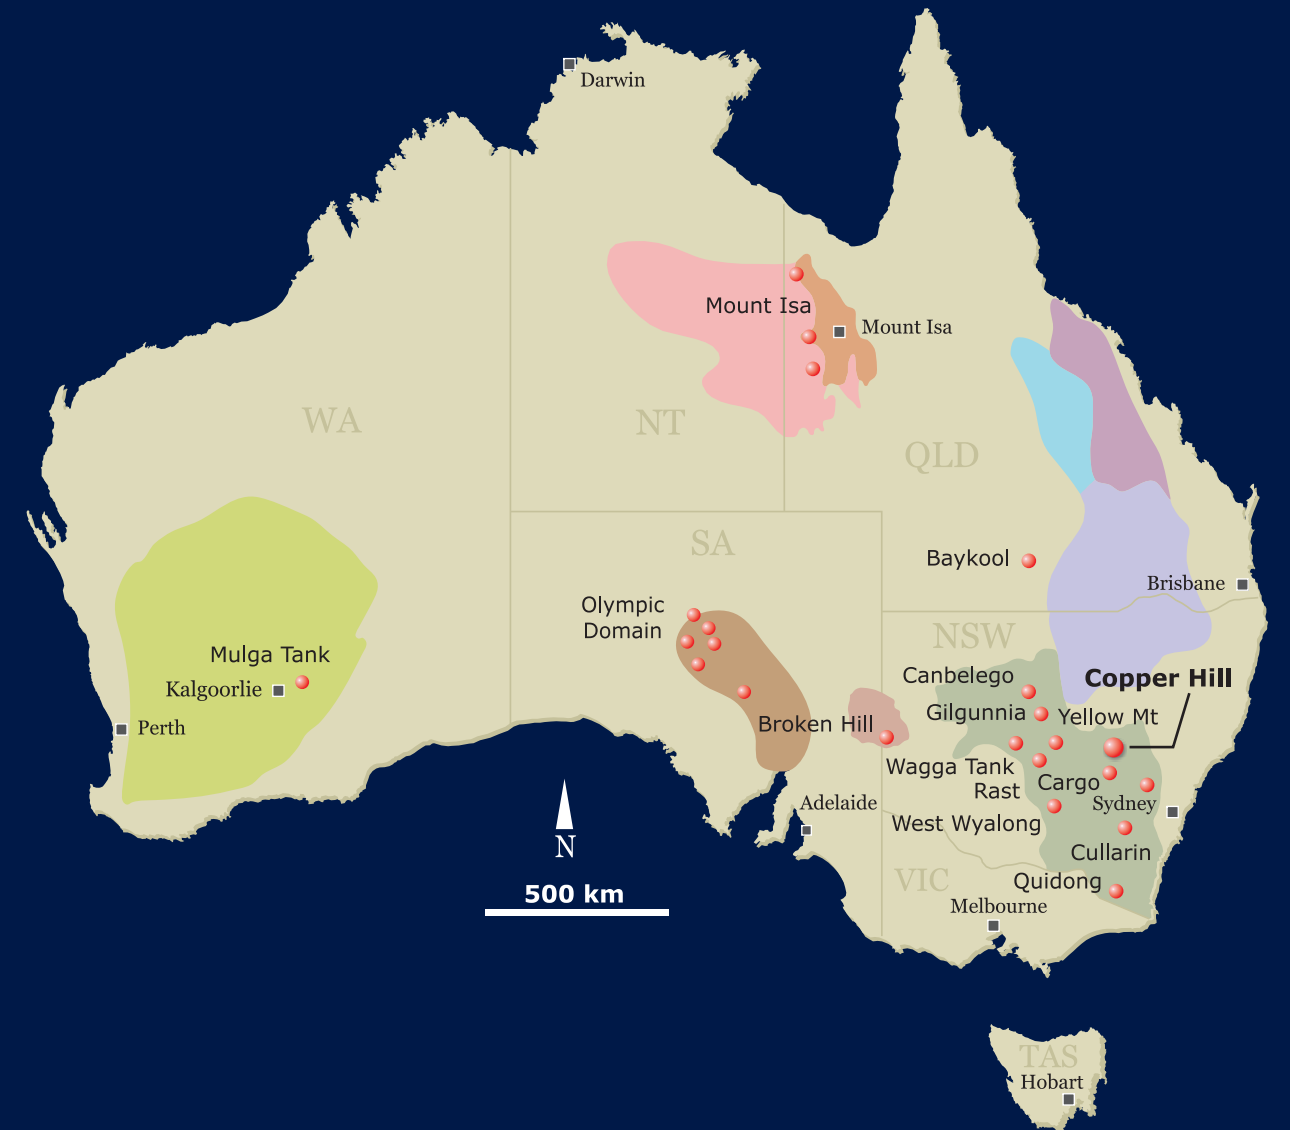 Darwin
Mount Isa
Mount Isa
WA
NT
QLD
SA
Baykool
Brisbane
Olympic
Domain
NSW
Mulga Tank
Kalgoorlie
Perth
Canbelego
Copper Hill
Gilgunnia
Yellow Mt
Broken Hill
Wagga Tank
Rast
Cargo
Sydney
Adelaide
West Wyalong
N
Cullarin
VIC
Quidong
500 km
Melbourne
TAS
Hobart